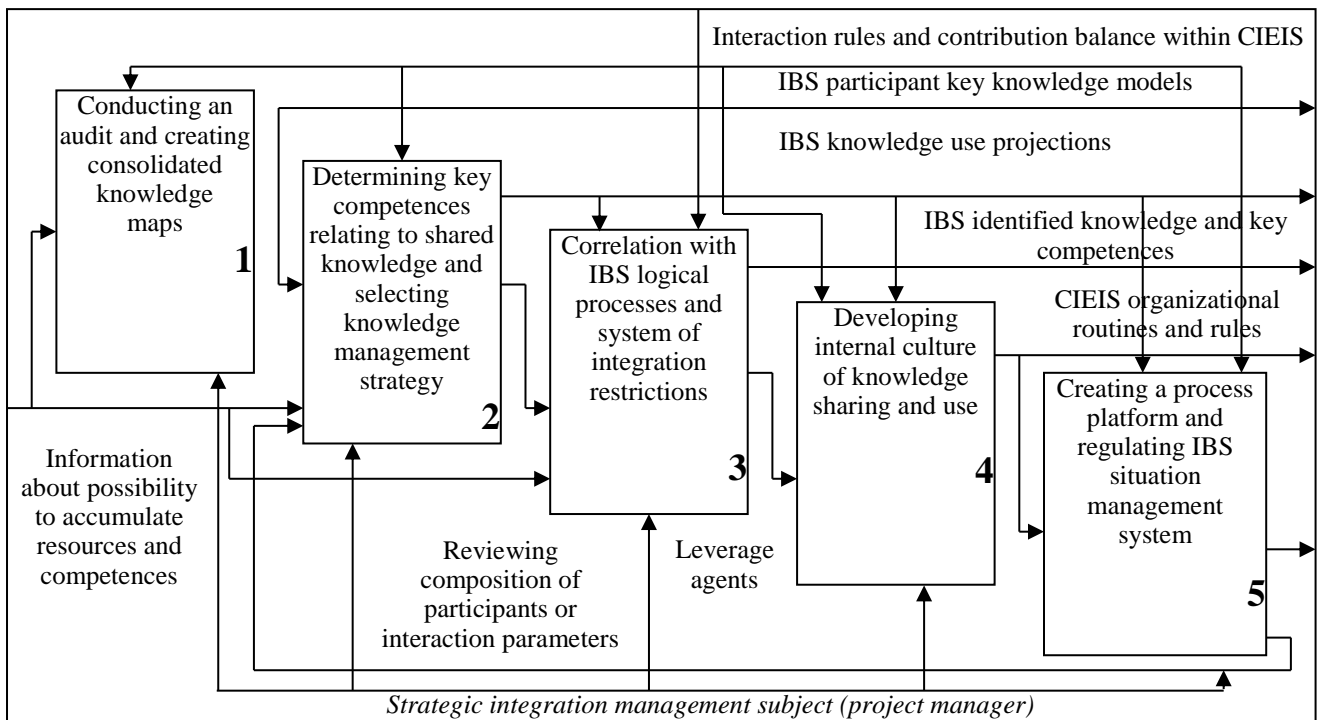 Interaction rules and contribution balance within CIEIS
IBS participant key knowledge models
Conducting an
audit and creating
consolidated
knowledge
maps
1
IBS knowledge use projections
Determining key
competences
relating to shared
knowledge and
selecting
knowledge
management
strategy
2
IBS identified knowledge and key
competences
Correlation with
IBS logical
processes and
system of
integration
restrictions
3
CIEIS organizational
routines and rules
Developing
internal culture
of knowledge
sharing and use
4
Creating a process
platform and
regulating IBS
situation
management
system
5
Information
about possibility
to accumulate
resources and
competences
Reviewing
composition of
participants or
interaction parameters
Leverage
agents
Strategic integration management subject (project manager)